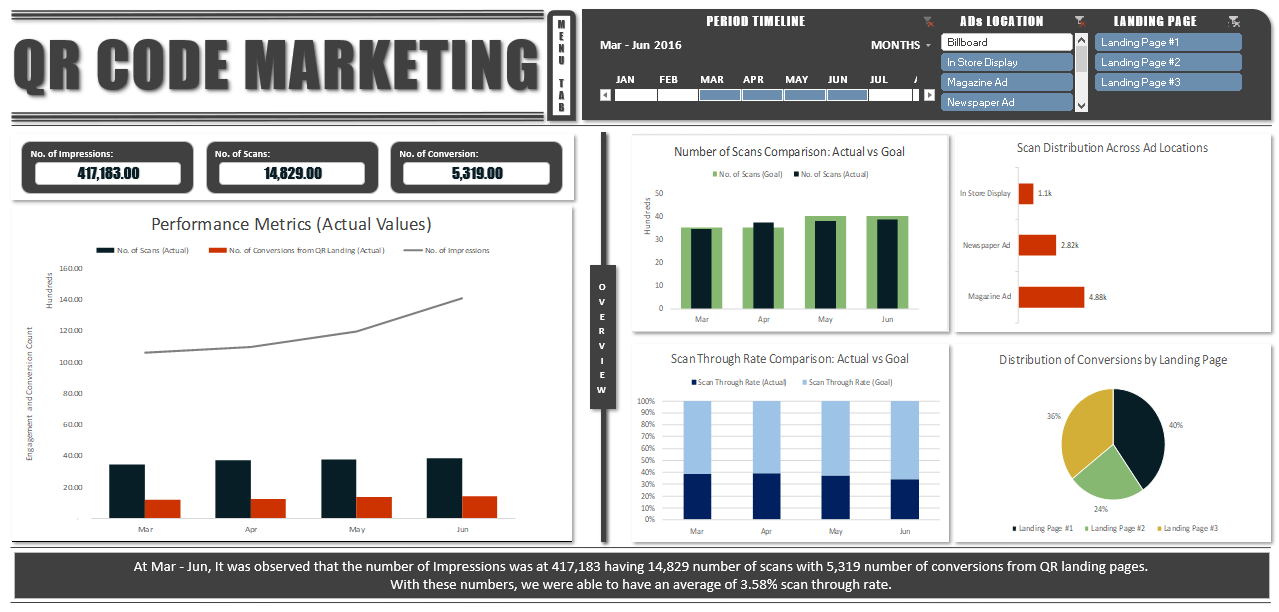 QR CODE MARKETING
MENU TAB
PERIOD TIMELINE
Mar - Jun 2016
MONTHS
JAN FEB MAR APR MAY JUN JUL
ADs LOCATION
Billboard
In Store Display
Magazine Ad
Newspaper Ad
LANDING PAGE
Landing Page #1
Landing Page #2
Landing Page #3
No. of Impressions:
417,183.00
No. of Scans:
14,829.00
No. of Conversion:
5,319.00
Performance Metrics (Actual Values)
No. of Scans (Actual) No. of Conversions from QR Landing (Actual) No. of Impressions
Engagement and Conversion Count
Hundreds
160.00
140.00
120.00
100.00
80.00
60.00
40.00
20.00
-
Mar Apr May Jun
OVERVIEW
Number of Scans Comparison: Actual vs Goal
No. of Scans (Goal) No. of Scans (Actual)
Hundreds
50
40
30
20
10
0
Mar Apr May Jun
Scan Distribution Across Ad Locations
In Store Display 1.1k
Newspaper Ad 2.82k
Magazine Ad 4.88k
Scan Through Rate Comparison: Actual vs Goal
Scan Through Rate (Actual) Scan Through Rate (Goal)
100%
90%
80%
70%
60%
50%
40%
30%
20%
10%
0%
Mar Apr May Jun
Distribution of Conversions by Landing Page
36%
40%
24%
Landing Page #1 Landing Page #2 Landing Page #3
At Mar - Jun, It was observed that the number of Impressions was at 417,183 having 14,829 number of scans with 5,319 number of conversions from QR landing pages.
With these numbers, we were able to have an average of 3.58% scan through rate.